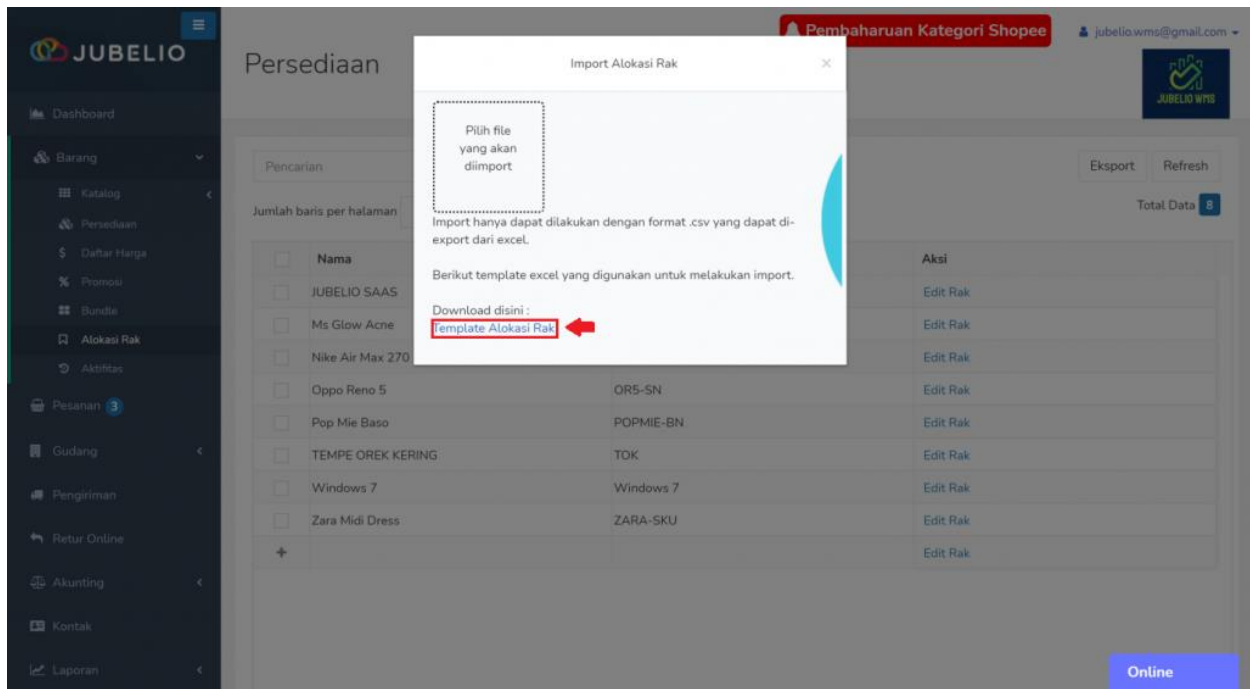 JUBELIO
Pembaharuan Kategori Shopee
jubelio.wms@gmail.com
JUBELIO WMS
Persediaan
Dashboard
Barang
Katalog
Persediaan
Daftar Harga
Promosi
Bundle
Alokasi Rak
Aktifitas
Pesanan 3
Gudang
Pengiriman
Retur Online
Akunting
Kontak
Laporan
Import Alokasi Rak ×
Pilih file
yang akan
diimport
Import hanya dapat dilakukan dengan format .csv yang dapat di-
export dari excel.
Berikut template excel yang digunakan untuk melakukan import.
Download disini :
Template Alokasi Rak
Pencarian
Eksport Refresh
Jumlah baris per halaman
Total Data 8
Nama Aksi
JUBELIO SAAS Edit Rak
Ms Glow Acne Edit Rak
Nike Air Max 270 Edit Rak
Oppo Reno 5 OR5-SN Edit Rak
Pop Mie Baso POPMIE-BN Edit Rak
TEMPE OREK KERING TOK Edit Rak
Windows 7 Windows 7 Edit Rak
Zara Midi Dress ZARA-SKU Edit Rak
+ Edit Rak
Online